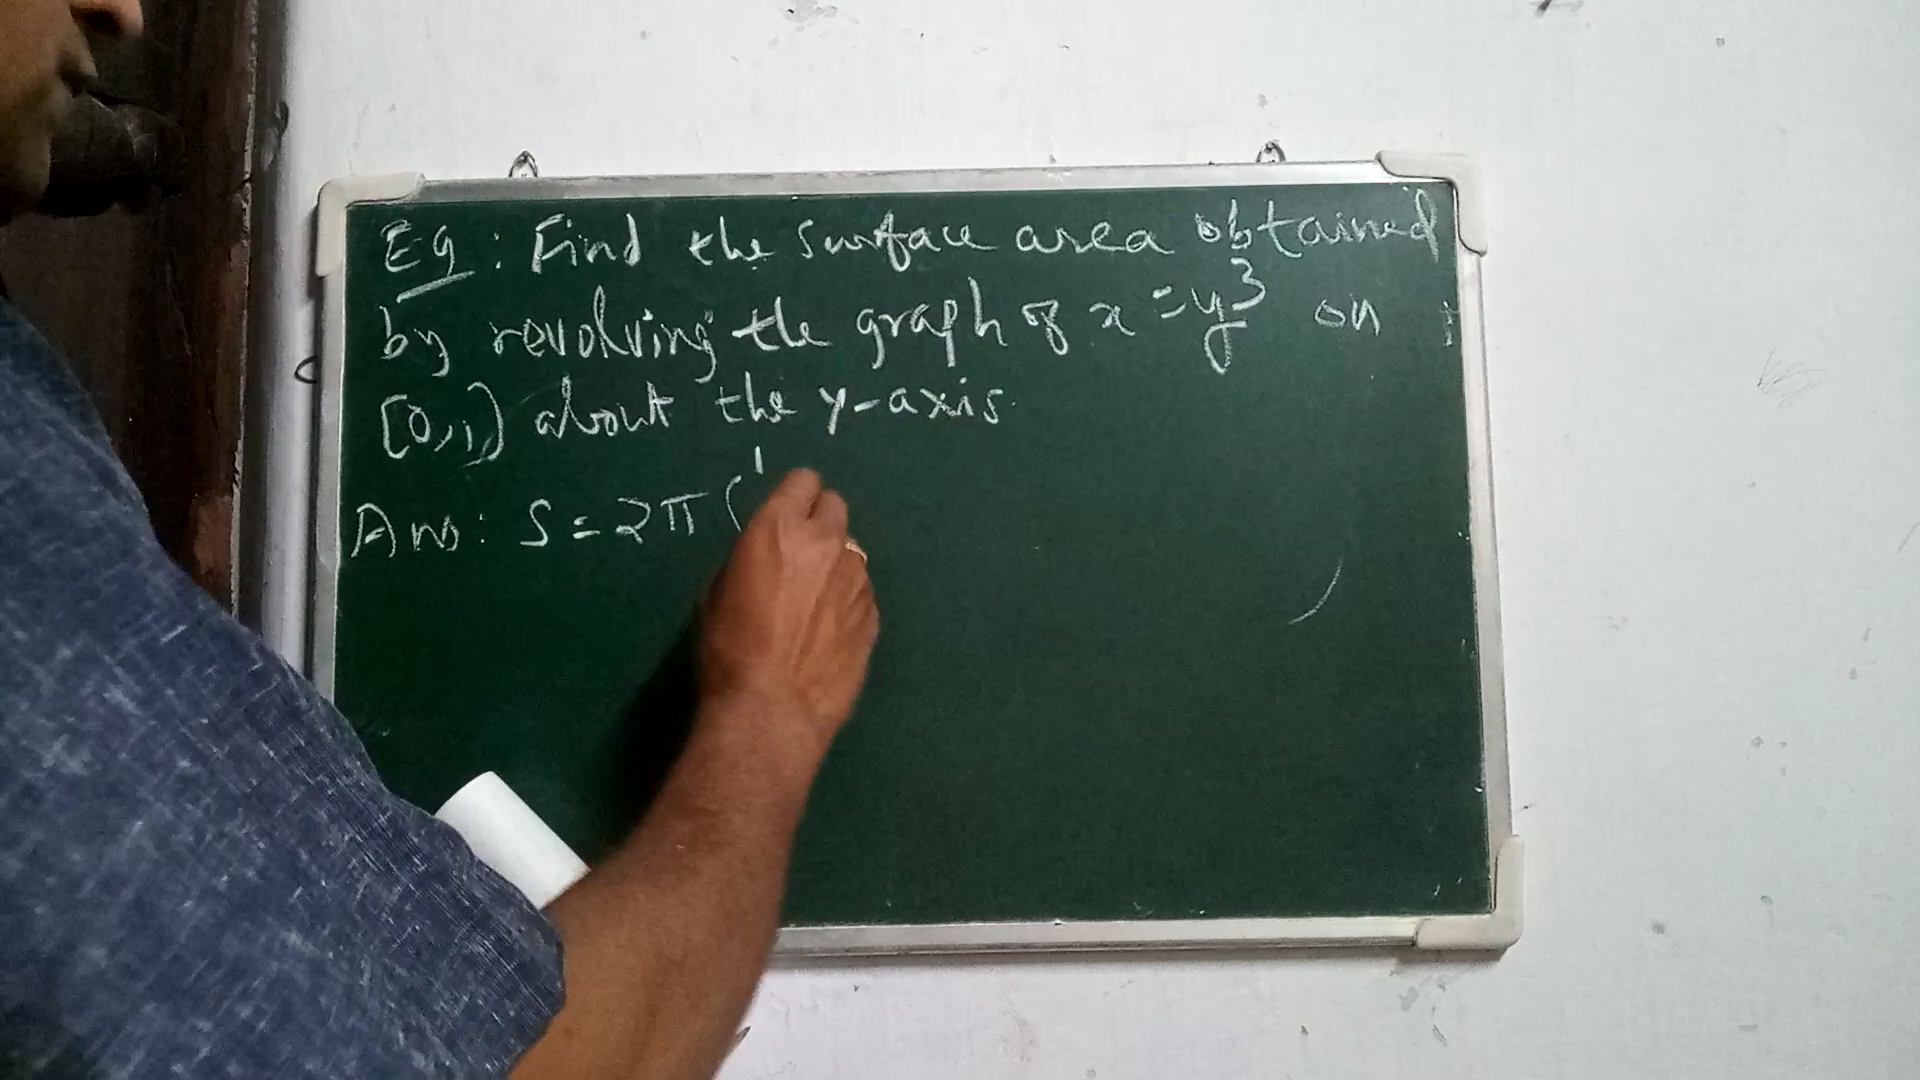 Eg: Find the surface area obtained
by revolving the graph of x = y³ on
[0,1] about the y-axis.
Ans: S = 2π ∫ 1